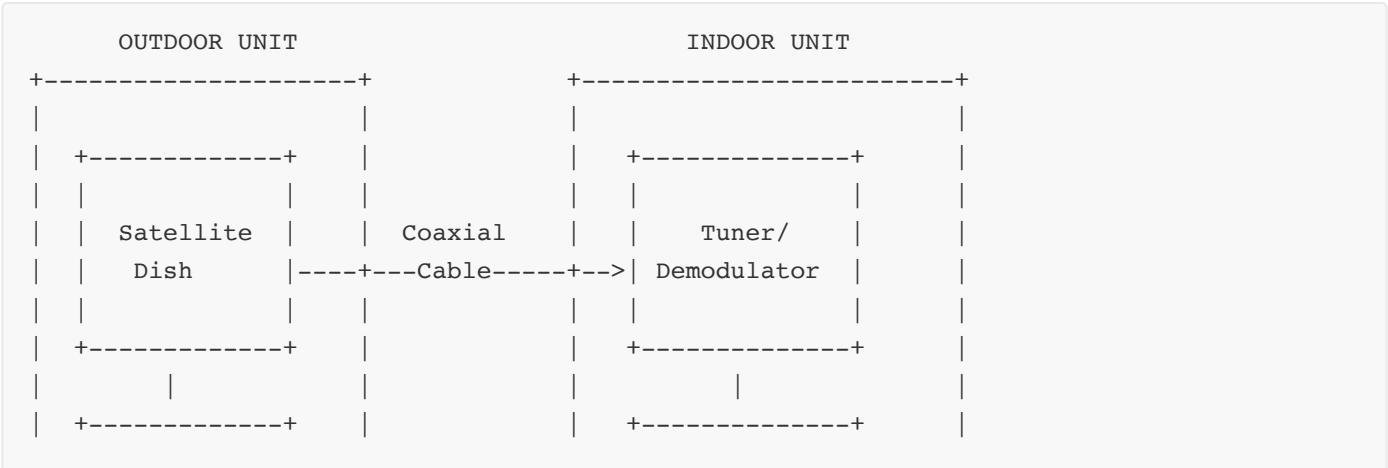 OUTDOOR UNIT                          INDOOR UNIT
+---------------------+             +-------------------------+
|                     |             |                         |
|  +-------------+    |             |   +--------------+      |
|  |             |    |             |   |              |      |
|  |  Satellite  |    |  Coaxial    |   |    Tuner/    |      |
|  |   Dish      |----+---Cable-----+-->| Demodulator  |      |
|  |             |    |             |   |              |      |
|  +-------------+    |             |   +--------------+      |
|        |            |             |          |              |
|  +-------------+    |             |   +--------------+      |